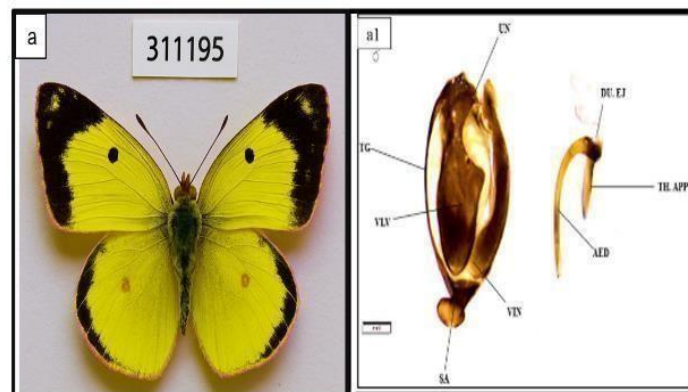 a
311195
a1
♂
UN
DU. EJ
TG
TH. APP
VLV
AED
VIN
SA